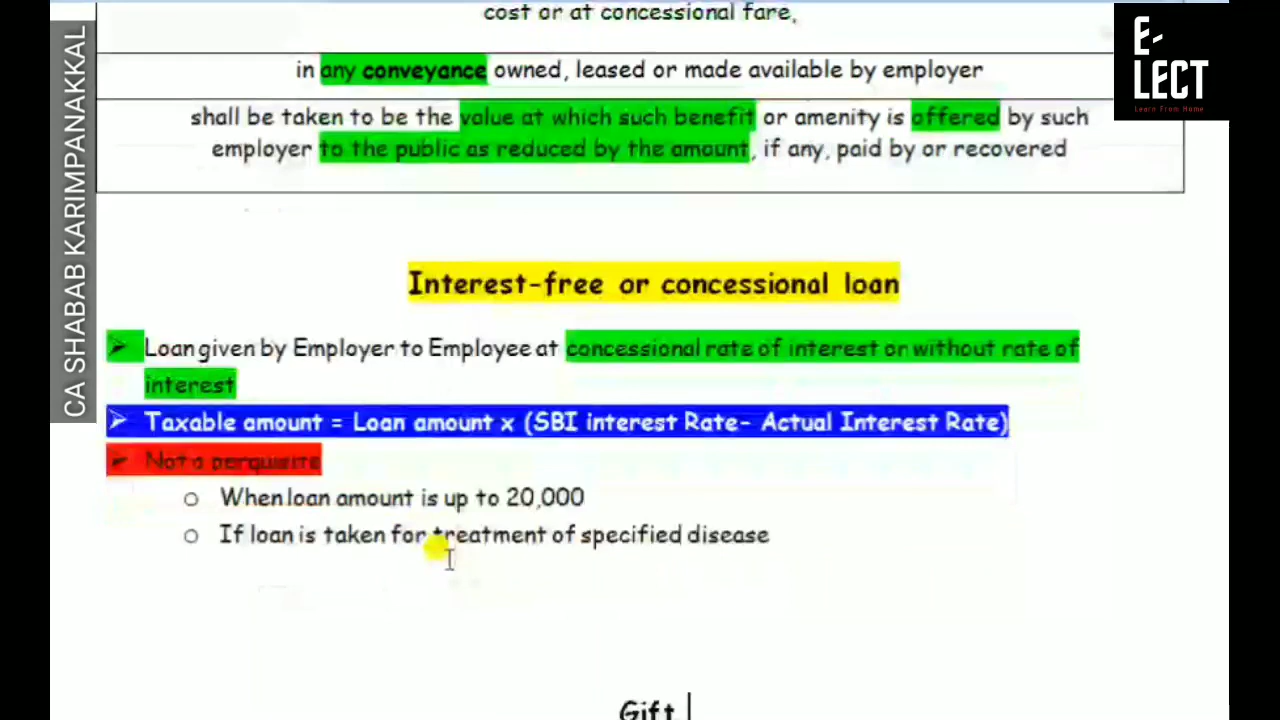 cost or at concessional fare,
in any conveyance owned, leased or made available by employer
shall be taken to be the value at which such benefit or amenity is offered by such
employer to the public as reduced by the amount, if any, paid by or recovered
Interest-free or concessional loan
➢ Loan given by Employer to Employee at concessional rate of interest or without rate of
interest
➢ Taxable amount = Loan amount x (SBI interest Rate- Actual Interest Rate)
➢ Not a perquisite
o When loan amount is up to 20,000
o If loan is taken for treatment of specified disease
Gift
CA SHABAB KARIMPANAKKAL
E-
LECT
Learn From Home